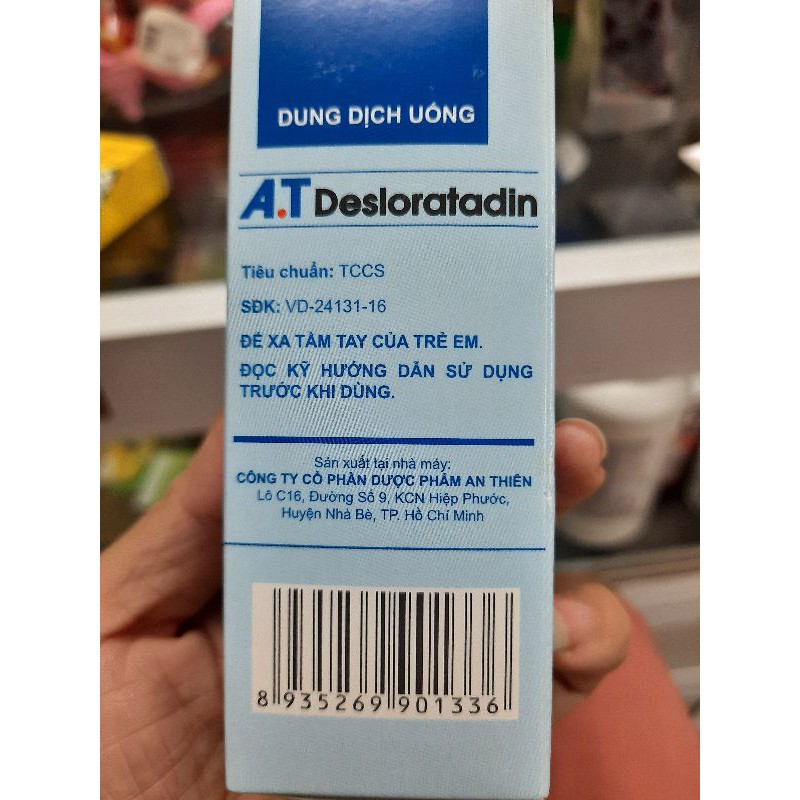 DUNG DỊCH UỐNG
A.T Desloratadin
Tiêu chuẩn: TCCS
SĐK: VD-24131-16
ĐỂ XA TẦM TAY CỦA TRẺ EM.
ĐỌC KỸ HƯỚNG DẪN SỬ DỤNG
TRƯỚC KHI DÙNG.
Sản xuất tại nhà máy:
CÔNG TY CỔ PHẦN DƯỢC PHẨM AN THIÊN
Lô C16, Đường Số 9, KCN Hiệp Phước,
Huyện Nhà Bè, TP. Hồ Chí Minh
8 935269 901336